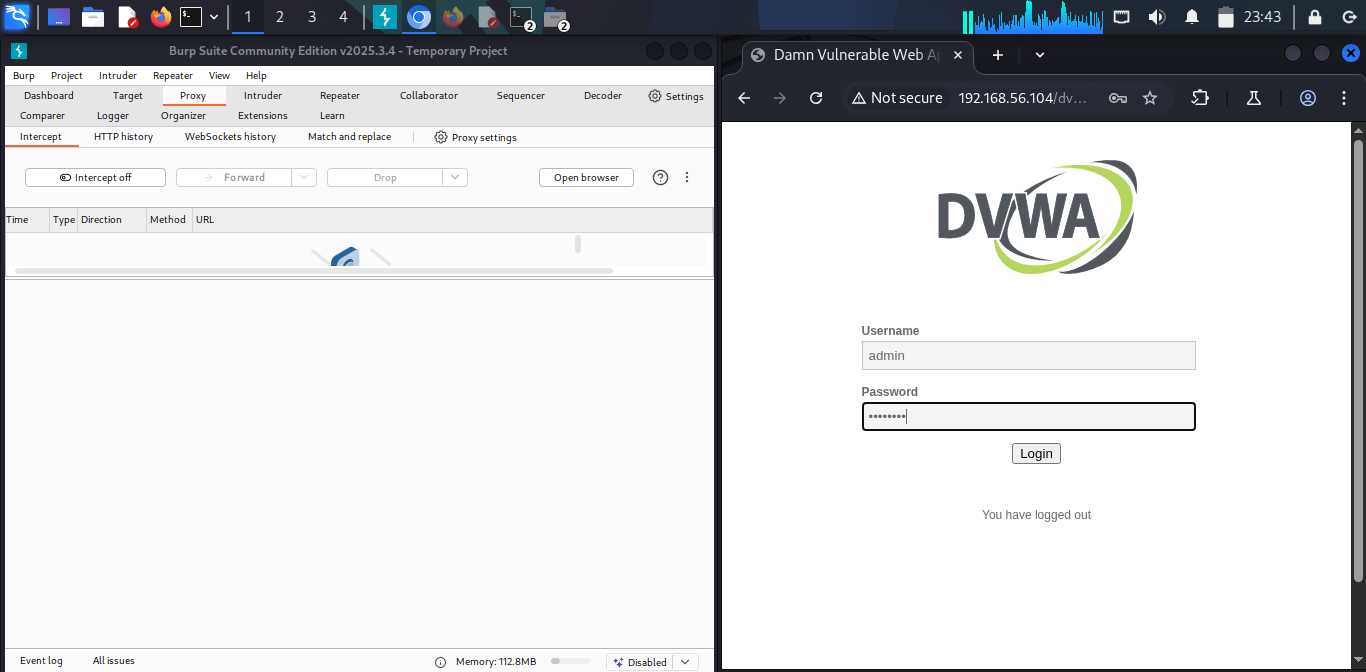 1 2 3 4 2 2 23:43
Burp Suite Community Edition v2025.3.4 - Temporary Project
Burp Project Intruder Repeater View Help
Dashboard Target Proxy Intruder Repeater Collaborator Sequencer Decoder Settings
Comparer Logger Organizer Extensions Learn
Intercept HTTP history WebSockets history Match and replace Proxy settings
Intercept off Forward Drop Open browser
Time Type Direction Method URL
Event log All issues Memory: 112.8MB Disabled
Damn Vulnerable Web Ap
Not secure 192.168.56.104/dv...
DVWA
Username
admin
Password
••••••••
Login
You have logged out